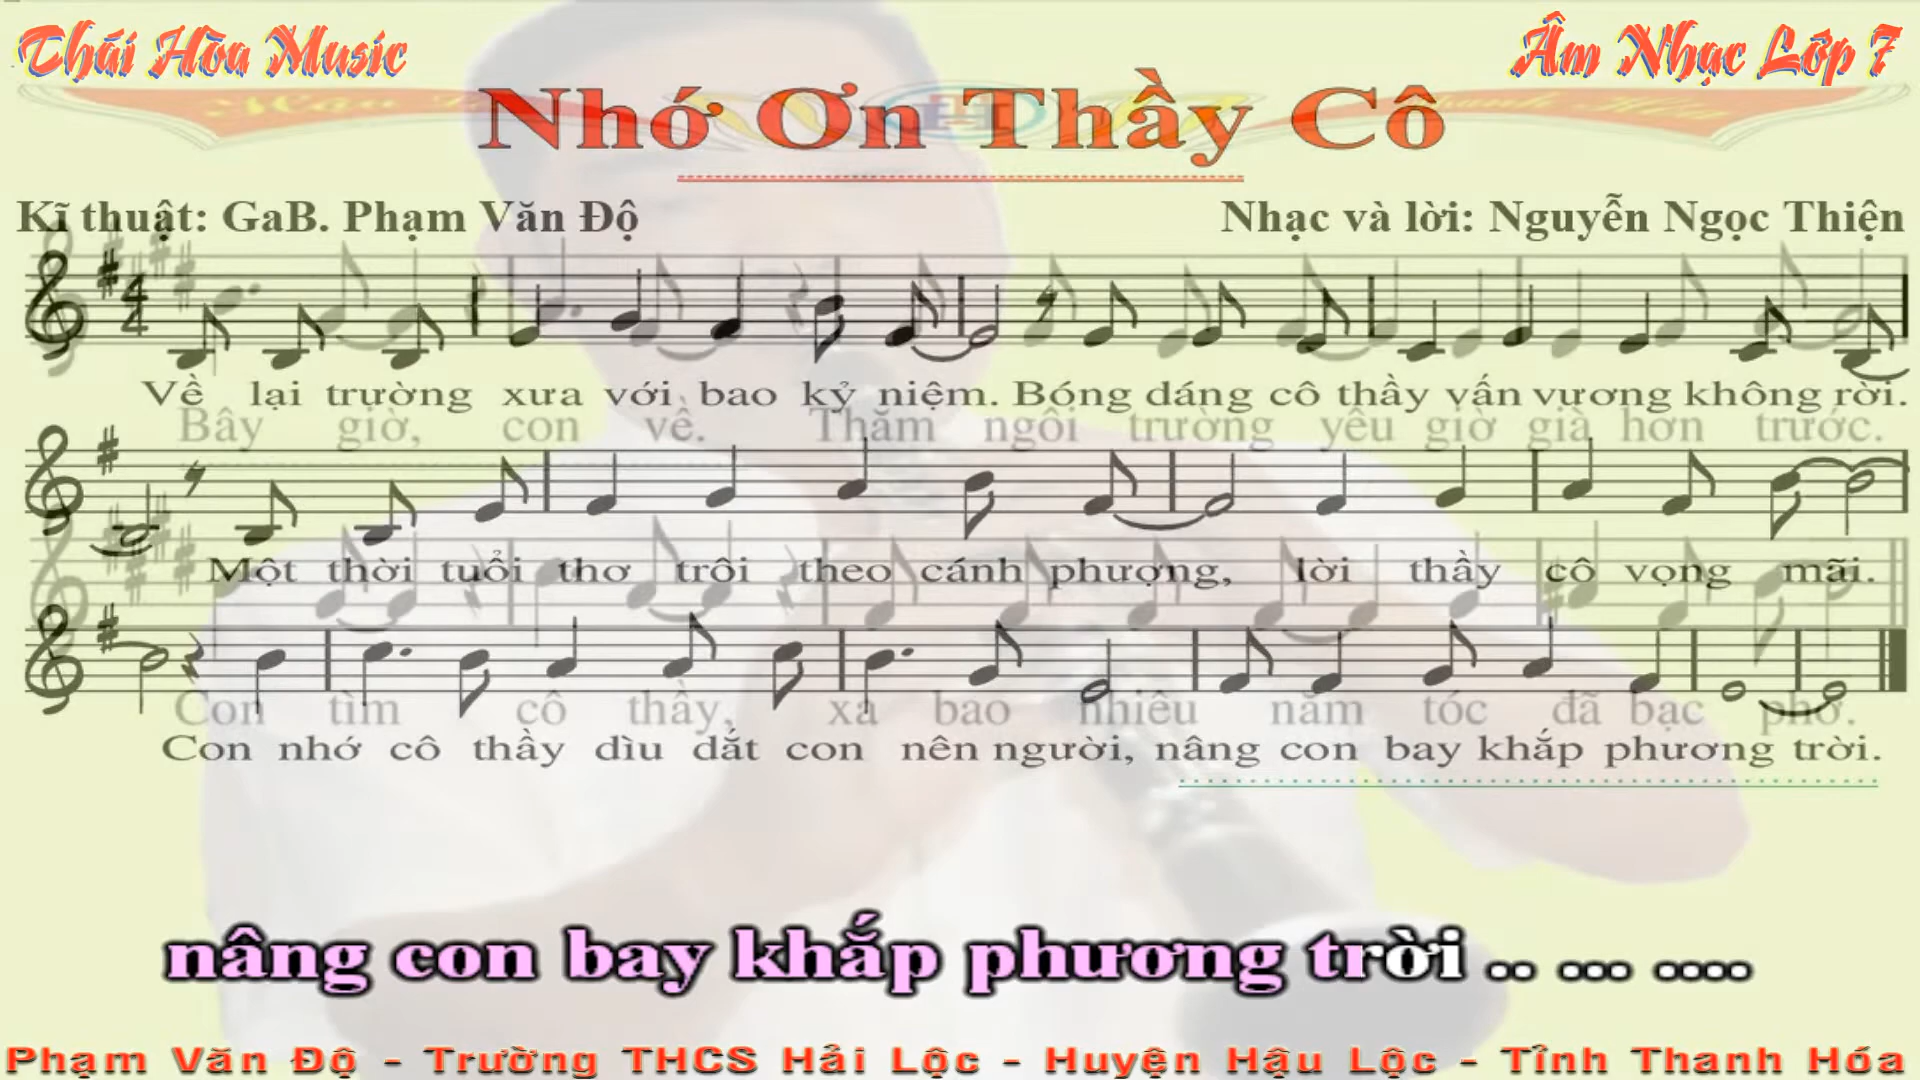 Thái Hòa Music
Âm Nhạc Lớp 7
Nhớ Ơn Thầy Cô
Kĩ thuật: GaB. Phạm Văn Độ
Nhạc và lời: Nguyễn Ngọc Thiện
Về lại trường xưa với bao kỷ niệm. Bóng dáng cô thầy vấn vương không rời.
Bây giờ, con về. Thăm ngôi trường yêu giờ già hơn trước.
Một thời tuổi thơ trôi theo cánh phượng, lời thầy cô vọng mãi.
Con tìm cô thầy, xa bao nhiêu năm tóc đã bạc phơ.
Con nhớ cô thầy dìu dắt con nên người, nâng con bay khắp phương trời.
nâng con bay khắp phương trời .. ... ....
Phạm Văn Độ - Trường THCS Hải Lộc - Huyện Hậu Lộc - Tỉnh Thanh Hóa